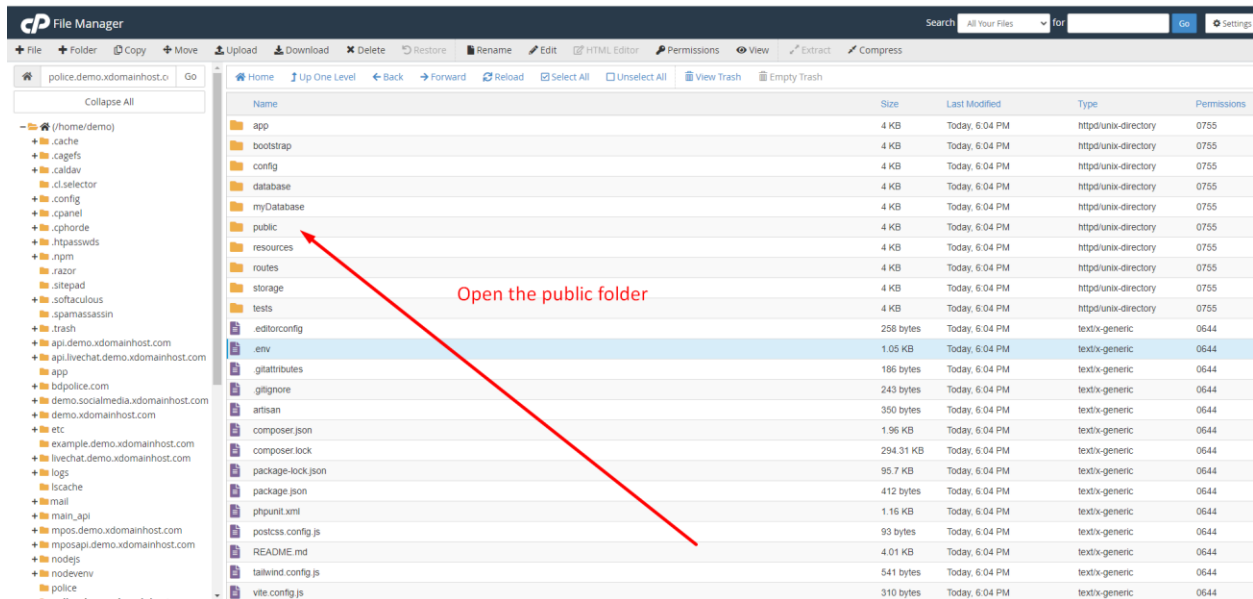 cP File Manager
Search All Your Files for Go Settings
File Folder Copy Move Upload Download Delete Restore Rename Edit HTML Editor Permissions View Extract Compress
police.demo.xdomainhost.c Go
Home Up One Level Back Forward Reload Select All Unselect All View Trash Empty Trash
Collapse All
(/home/demo)
.cache
.cagefs
.caldav
.cl.selector
.config
.cpanel
.cphorde
.htpasswds
.npm
.razor
.sitepad
.softaculous
.spamassassin
.trash
api.demo.xdomainhost.com
api.livechat.demo.xdomainhost.com
app
bdpolice.com
demo.socialmedia.xdomainhost.com
demo.xdomainhost.com
etc
example.demo.xdomainhost.com
livechat.demo.xdomainhost.com
logs
lscache
mail
main_api
mpos.demo.xdomainhost.com
mposapi.demo.xdomainhost.com
nodejs
nodevenv
police
Name Size Last Modified Type Permissions
app 4 KB Today, 6:04 PM httpd/unix-directory 0755
bootstrap 4 KB Today, 6:04 PM httpd/unix-directory 0755
config 4 KB Today, 6:04 PM httpd/unix-directory 0755
database 4 KB Today, 6:04 PM httpd/unix-directory 0755
myDatabase 4 KB Today, 6:04 PM httpd/unix-directory 0755
public 4 KB Today, 6:04 PM httpd/unix-directory 0755
resources 4 KB Today, 6:04 PM httpd/unix-directory 0755
routes 4 KB Today, 6:04 PM httpd/unix-directory 0755
storage 4 KB Today, 6:04 PM httpd/unix-directory 0755
Open the public folder
tests 4 KB Today, 6:04 PM httpd/unix-directory 0755
.editorconfig 258 bytes Today, 6:04 PM text/x-generic 0644
.env 1.05 KB Today, 6:04 PM text/x-generic 0644
.gitattributes 186 bytes Today, 6:04 PM text/x-generic 0644
.gitignore 243 bytes Today, 6:04 PM text/x-generic 0644
artisan 350 bytes Today, 6:04 PM text/x-generic 0644
composer.json 1.96 KB Today, 6:04 PM text/x-generic 0644
composer.lock 294.31 KB Today, 6:04 PM text/x-generic 0644
package-lock.json 95.7 KB Today, 6:04 PM text/x-generic 0644
package.json 412 bytes Today, 6:04 PM text/x-generic 0644
phpunit.xml 1.16 KB Today, 6:04 PM text/x-generic 0644
postcss.config.js 93 bytes Today, 6:04 PM text/x-generic 0644
README.md 4.01 KB Today, 6:04 PM text/x-generic 0644
tailwind.config.js 541 bytes Today, 6:04 PM text/x-generic 0644
vite.config.js 310 bytes Today, 6:04 PM text/x-generic 0644